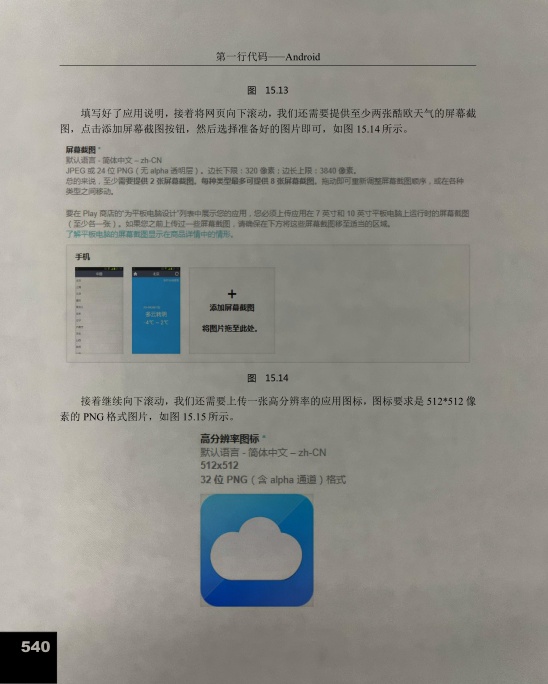 第一行代码——Android
图 15.13
填写好了应用说明，接着将网页向下滚动，我们还需要提供至少两张酷欧天气的屏幕截
图，点击添加屏幕截图按钮，然后选择准备好的图片即可，如图 15.14 所示。
屏幕截图 *
默认语言 - 简体中文 – zh-CN
JPEG 或 24 位 PNG（无 alpha 透明层）。边长下限：320 像素；边长上限：3840 像素。
总的来说，至少需要提供 2 张屏幕截图。每种类型最多可提供 8 张屏幕截图。拖动即可重新调整屏幕截图顺序，或在各种
类型之间移动。
要在 Play 商店的“为平板电脑设计”列表中展示您的应用，您必须上传应用在 7 英寸和 10 英寸平板电脑上运行时的屏幕截图
（至少各一张）。如果您之前上传过一些屏幕截图，请确保在下方将这些屏幕截图移至适当的区域。
了解平板电脑的屏幕截图显示在商品详情中的情形。
手机
+
添加屏幕截图
将图片拖至此处。
图 15.14
接着继续向下滚动，我们还需要上传一张高分辨率的应用图标，图标要求是 512*512 像
素的 PNG 格式图片，如图 15.15 所示。
高分辨率图标 *
默认语言 - 简体中文 – zh-CN
512x512
32 位 PNG（含 alpha 通道）格式
540